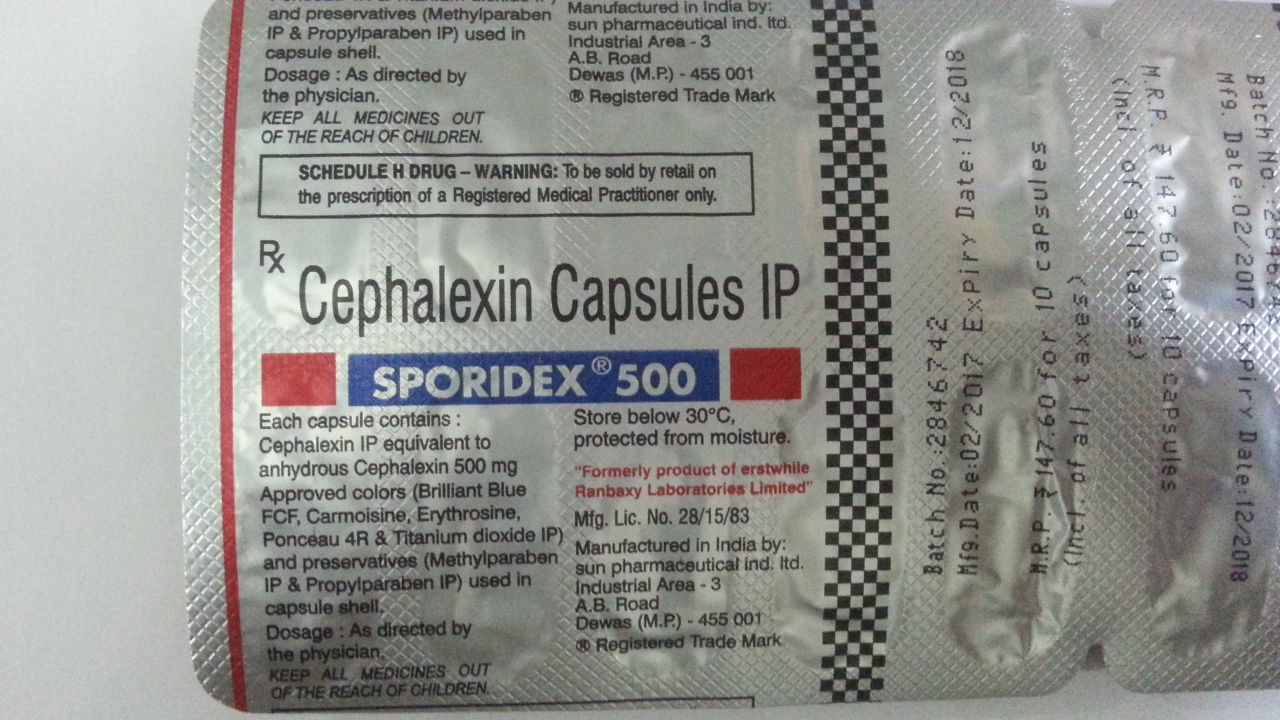 and preservatives (Methylparaben
IP & Propylparaben IP) used in
capsule shell.
Dosage : As directed by
the physician.
KEEP ALL MEDICINES OUT
OF THE REACH OF CHILDREN.
Manufactured in India by:
sun pharmaceutical ind. ltd.
Industrial Area - 3
A.B. Road
Dewas (M.P.) - 455 001
® Registered Trade Mark
SCHEDULE H DRUG – WARNING: To be sold by retail on
the prescription of a Registered Medical Practitioner only.
Rx
Cephalexin Capsules IP
SPORIDEX® 500
Each capsule contains :
Cephalexin IP equivalent to
anhydrous Cephalexin 500 mg
Approved colors (Brilliant Blue
FCF, Carmoisine, Erythrosine,
Ponceau 4R & Titanium dioxide IP)
and preservatives (Methylparaben
IP & Propylparaben IP) used in
capsule shell.
Dosage : As directed by
the physician.
KEEP ALL MEDICINES OUT
OF THE REACH OF CHILDREN.
Store below 30°C,
protected from moisture.
"Formerly product of erstwhile
Ranbaxy Laboratories Limited"
Mfg. Lic. No. 28/15/83
Manufactured in India by:
sun pharmaceutical ind. ltd.
Industrial Area - 3
A.B. Road
Dewas (M.P.) - 455 001
® Registered Trade Mark
Batch No.:2846742
Mfg.Date:02/2017 Expiry Date:12/2018
M.R.P. ₹ 147.60 for 10 capsules
(Incl. of all taxes)
Batch No.
Mfg. Date:02/2017 Expiry Date:12/2018
M.R.P. ₹ 147.60 for 10 capsules
(Incl of all taxes)